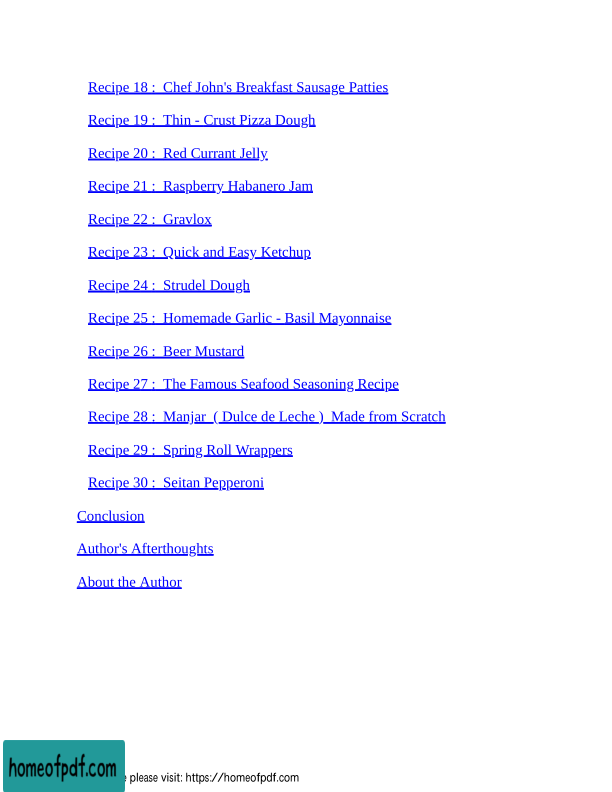 Recipe 18 :  Chef John's Breakfast Sausage Patties
Recipe 19 :  Thin - Crust Pizza Dough
Recipe 20 :  Red Currant Jelly
Recipe 21 :  Raspberry Habanero Jam
Recipe 22 :  Gravlox
Recipe 23 :  Quick and Easy Ketchup
Recipe 24 :  Strudel Dough
Recipe 25 :  Homemade Garlic - Basil Mayonnaise
Recipe 26 :  Beer Mustard
Recipe 27 :  The Famous Seafood Seasoning Recipe
Recipe 28 :  Manjar  ( Dulce de Leche )  Made from Scratch
Recipe 29 :  Spring Roll Wrappers
Recipe 30 :  Seitan Pepperoni
Conclusion
Author's Afterthoughts
About the Author
homeofpdf.com
please visit: https://homeofpdf.com